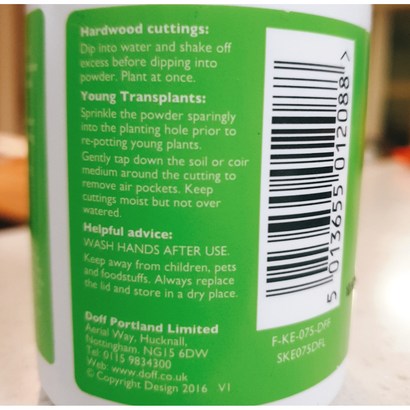 Hardwood cuttings:
Dip into water and shake off
excess before dipping into
powder. Plant at once.
Young Transplants:
Sprinkle the powder sparingly
into the planting hole prior to
re-potting young plants.
Gently tap down the soil or coir
medium around the cutting to
remove air pockets. Keep
cuttings moist but not over
watered.
Helpful advice:
WASH HANDS AFTER USE.
Keep away from children, pets
and foodstuffs. Always replace
the lid and store in a dry place.
Doff Portland Limited
Aerial Way, Hucknall,
Nottingham, NG15 6DW
Tel: 0115 9834300
Web: www.doff.co.uk
© Copyright Design 2016 V1
5 013655 012088 >
F-KE-075-DFF
SKE075DFL